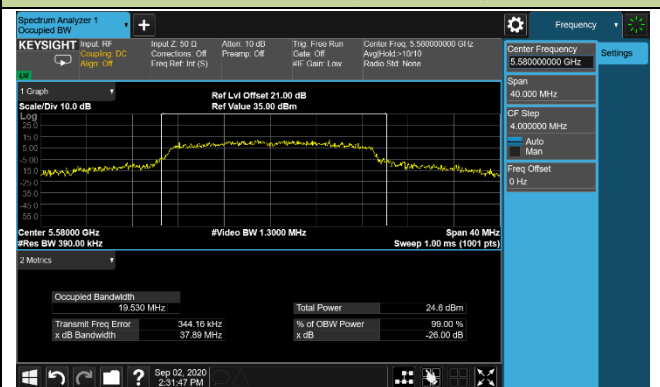 Spectrum Analyzer 1
Occupied BW
+
Frequency
KEYSIGHT
Input: RF
Coupling: DC
Align: Off
Input Z: 50 Ω
Corrections: Off
Freq Ref: Int (S)
Atten: 10 dB
Preamp: Off
Trig: Free Run
Gate: Off
#IF Gain: Low
Center Freq: 5.580000000 GHz
Avg|Hold:>10/10
Radio Std: None
LXI
Center Frequency
5.580000000 GHz
Settings
Span
40.000 MHz
CF Step
4.000000 MHz
Auto
Man
Freq Offset
0 Hz
1 Graph
Scale/Div 10.0 dB
Ref Lvl Offset 21.00 dB
Ref Value 35.00 dBm
Log
25.0
15.0
5.00
-5.00
-15.0
-25.0
-35.0
-45.0
-55.0
Center 5.58000 GHz
#Video BW 1.3000 MHz
Span 40 MHz
#Res BW 390.00 kHz
Sweep 1.00 ms (1001 pts)
2 Metrics
Occupied Bandwidth
19.530 MHz
Total Power 24.6 dBm
Transmit Freq Error 344.16 kHz
% of OBW Power 99.00 %
x dB Bandwidth 37.89 MHz
x dB -26.00 dB
?
Sep 02, 2020
2:31:47 PM